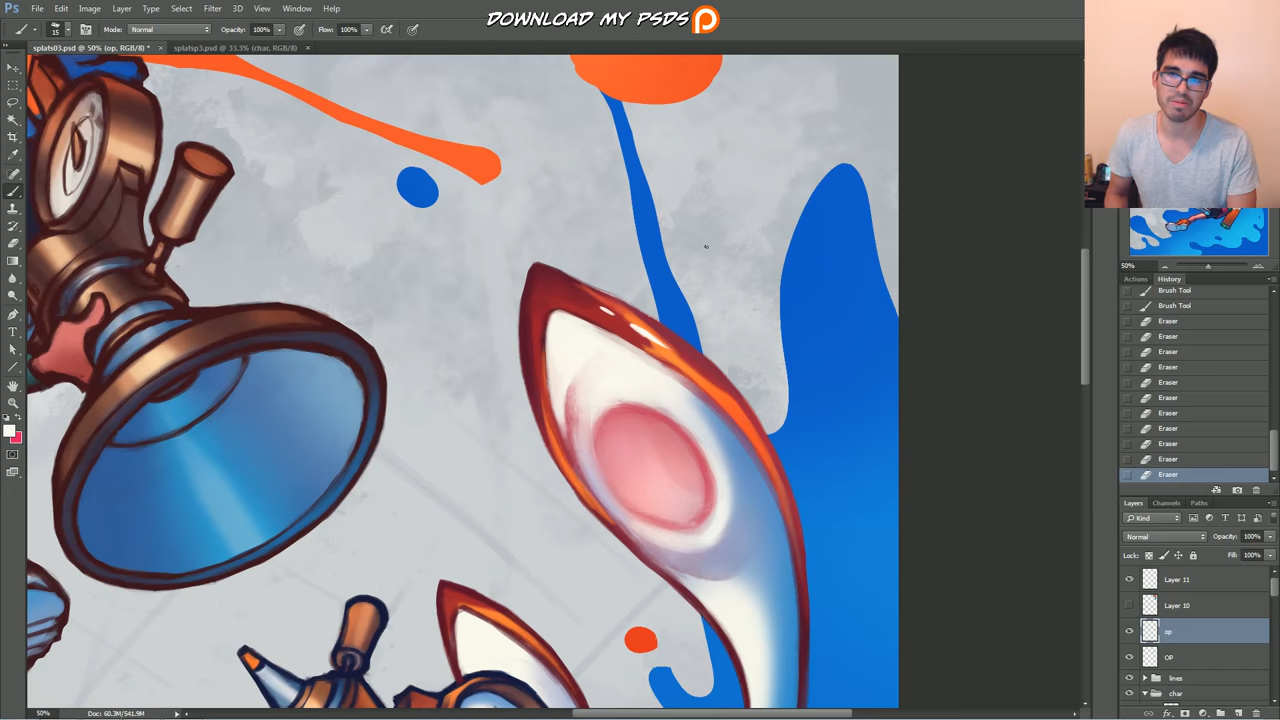 Ps File Edit Image Layer Type Select Filter 3D View Window Help
DOWNLOAD MY PSDS
15 Mode: Normal Opacity: 100% Flow: 100%
splats03.psd @ 50% (op, RGB/8) * × splatsp3.psd @ 33.3% (char, RGB/8) ×
50%
Actions History
Brush Tool
Brush Tool
Eraser
Eraser
Eraser
Eraser
Eraser
Eraser
Eraser
Eraser
Eraser
Eraser
Eraser
Layers Channels Paths
Kind
Normal Opacity: 100%
Lock: Fill: 100%
Layer 11
Layer 10
op
OP
lines
char
50% Doc: 60.3M/541.9M